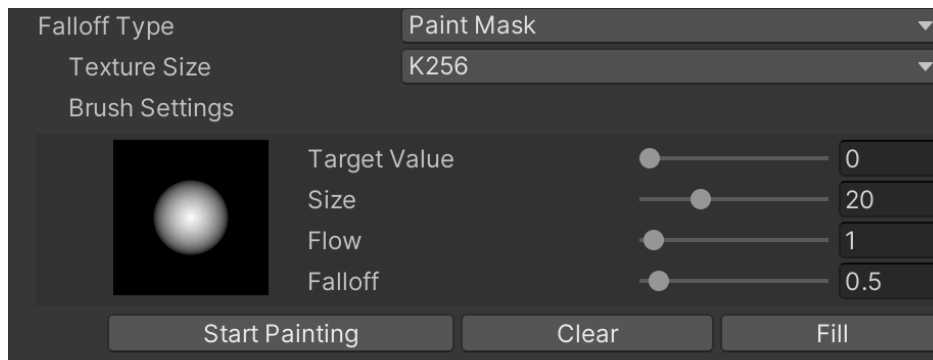 Falloff Type Paint Mask
Texture Size K256
Brush Settings
Target Value 0
Size 20
Flow 1
Falloff 0.5
Start Painting Clear Fill